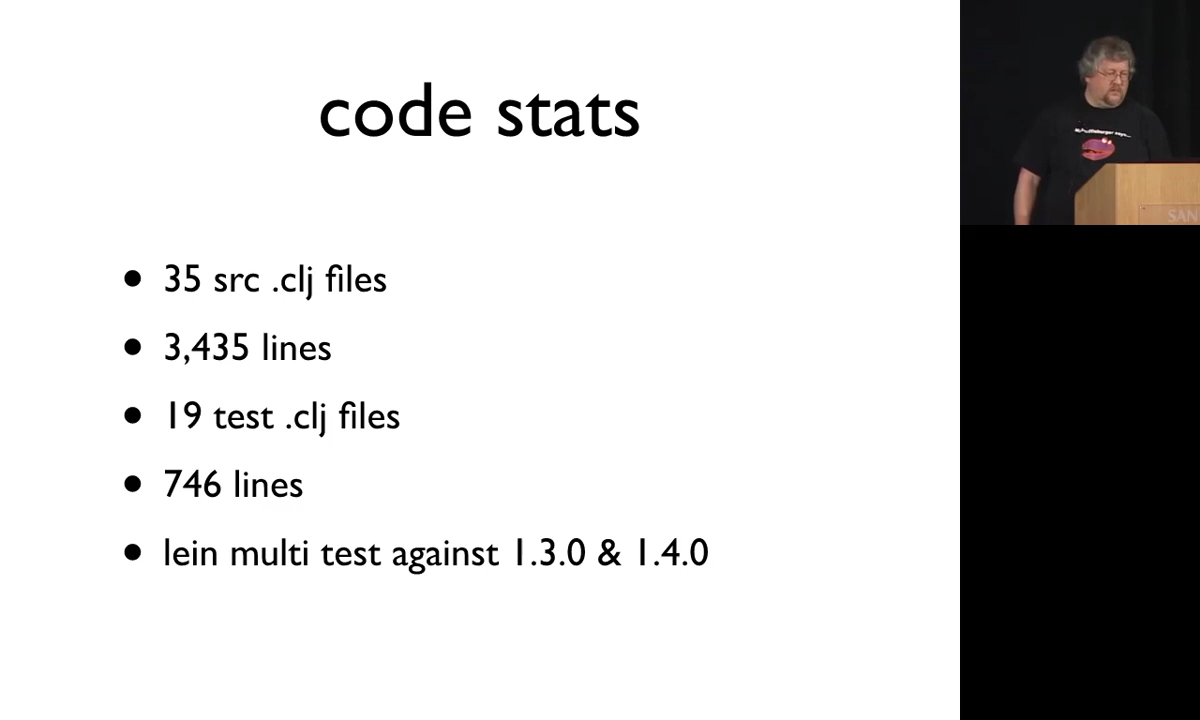 code stats
• 35 src .clj files
• 3,435 lines
• 19 test .clj files
• 746 lines
• lein multi test against 1.3.0 & 1.4.0
SAN